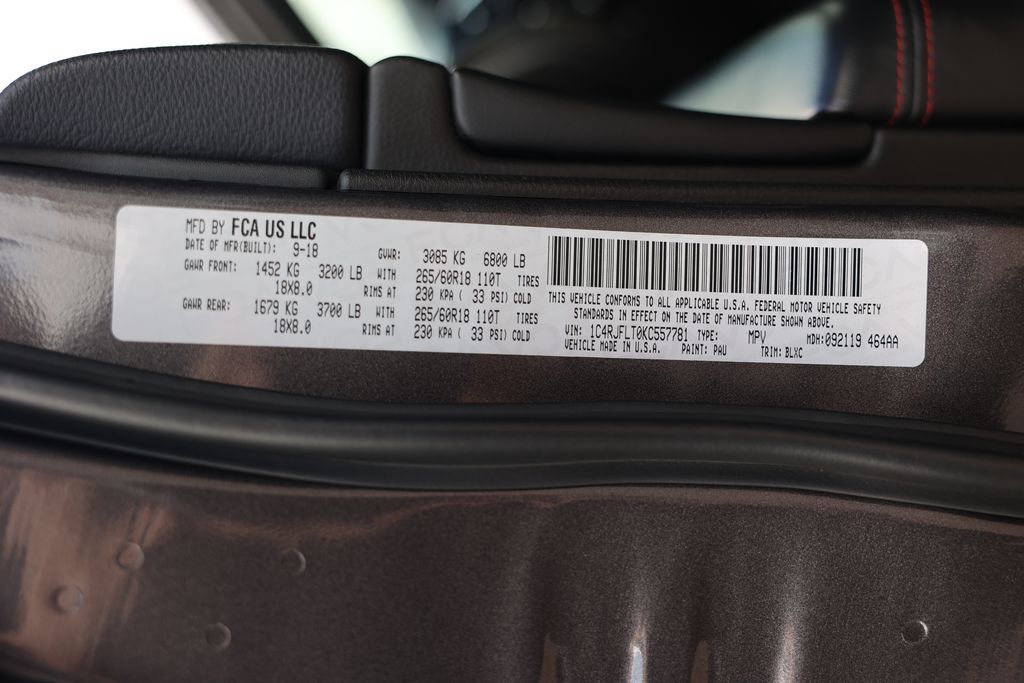 MFD BY FCA US LLC
DATE OF MFR(BUILT): 9-18 GVWR: 3085 KG 6800 LB
GAWR FRONT: 1452 KG 3200 LB WITH 265/60R18 110T TIRES
18X8.0 RIMS AT 230 KPA ( 33 PSI) COLD
GAWR REAR: 1679 KG 3700 LB WITH 265/60R18 110T TIRES
18X8.0 RIMS AT 230 KPA ( 33 PSI) COLD
THIS VEHICLE CONFORMS TO ALL APPLICABLE U.S.A. FEDERAL MOTOR VEHICLE SAFETY
STANDARDS IN EFFECT ON THE DATE OF MANUFACTURE SHOWN ABOVE.
VIN: 1C4RJFLT0KC557781 TYPE: MPV MDH:092119 464AA
VEHICLE MADE IN U.S.A. PAINT: PAU TRIM: BLXC